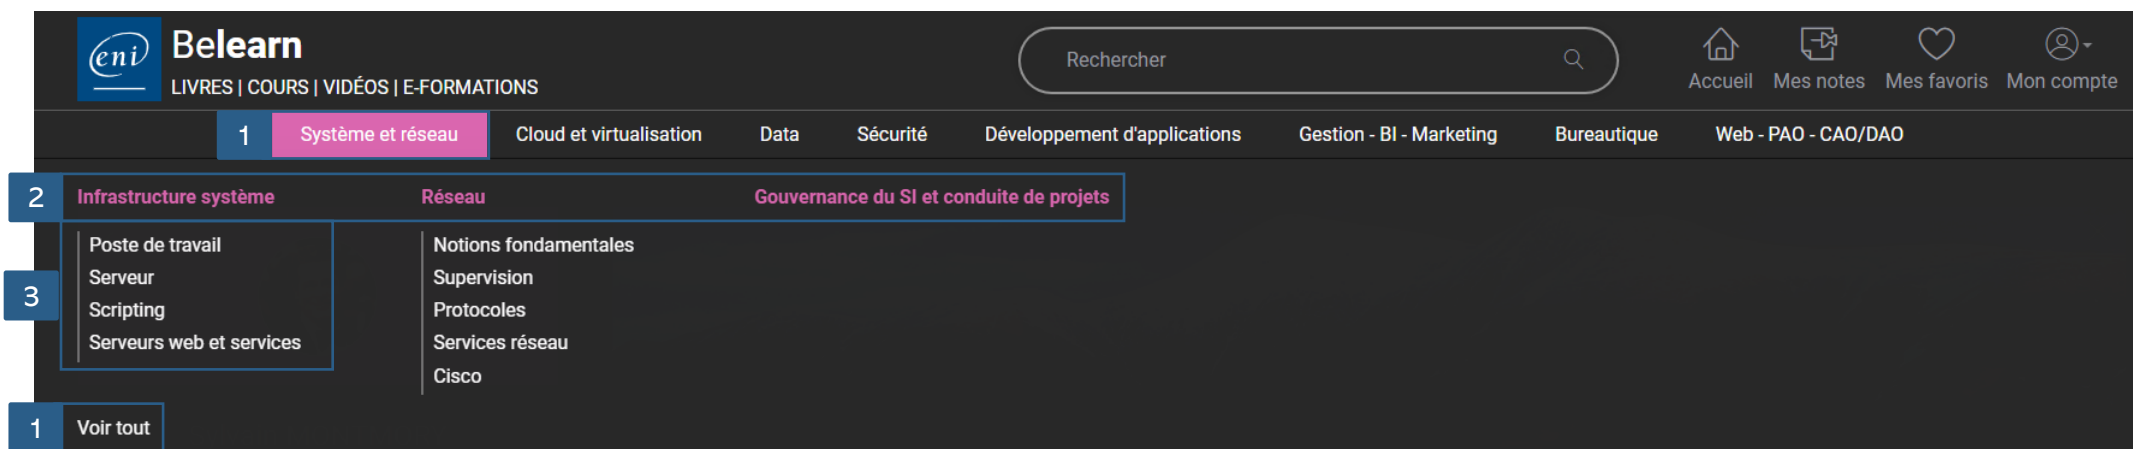 eni
Belearn
LIVRES | COURS | VIDÉOS | E-FORMATIONS
Rechercher
Accueil
Mes notes
Mes favoris
Mon compte
1
Système et réseau
Cloud et virtualisation
Data
Sécurité
Développement d'applications
Gestion - BI - Marketing
Bureautique
Web - PAO - CAO/DAO
2
Infrastructure système
Réseau
Gouvernance du SI et conduite de projets
3
Poste de travail
Serveur
Scripting
Serveurs web et services
Notions fondamentales
Supervision
Protocoles
Services réseau
Cisco
1
Voir tout